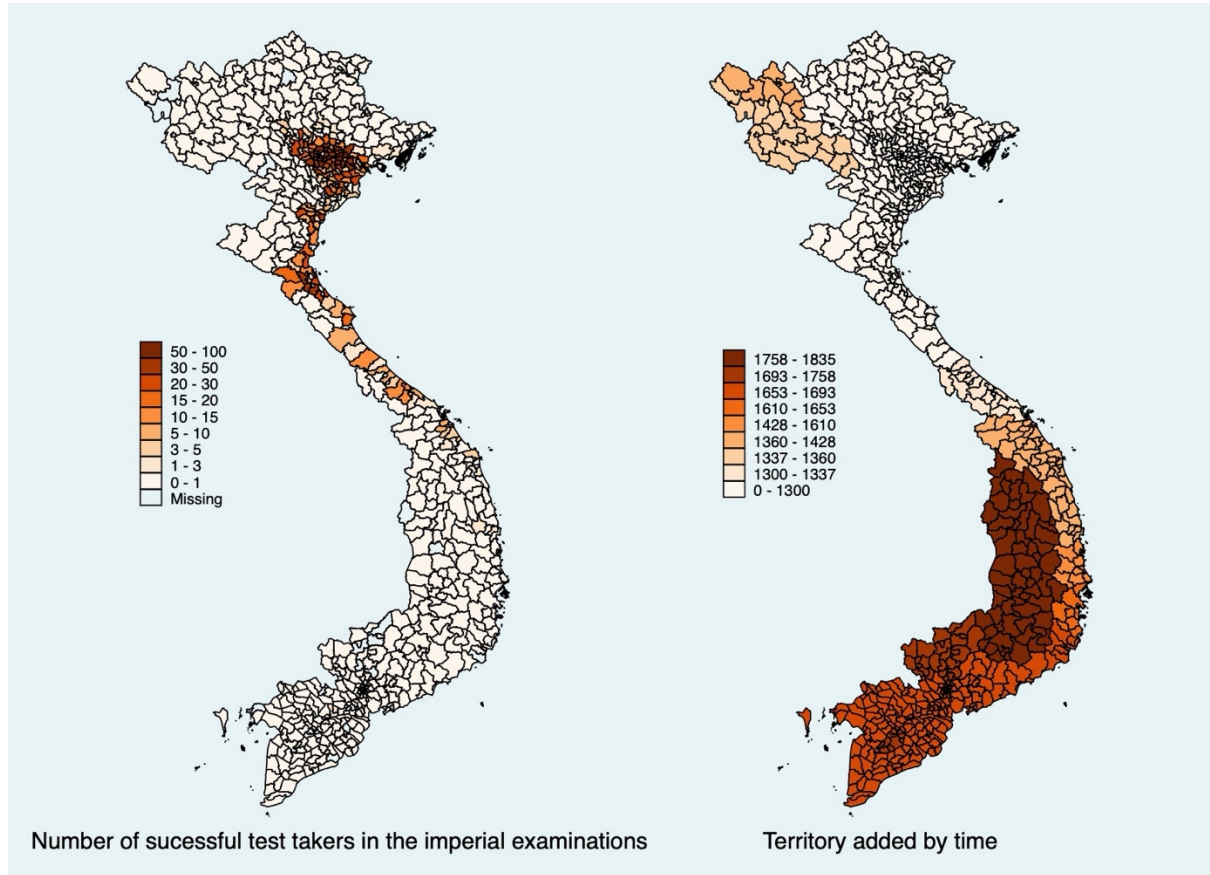 50 - 100
30 - 50
20 - 30
15 - 20
10 - 15
5 - 10
3 - 5
1 - 3
0 - 1
Missing
Number of sucessful test takers in the imperial examinations
1758 - 1835
1693 - 1758
1653 - 1693
1610 - 1653
1428 - 1610
1360 - 1428
1337 - 1360
1300 - 1337
0 - 1300
Territory added by time